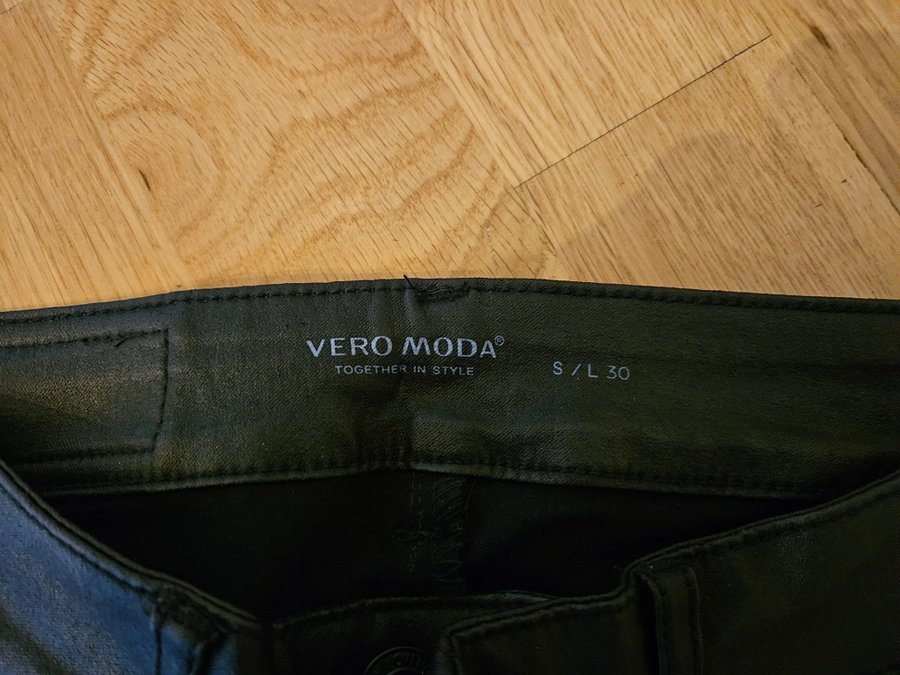 VERO MODA®
TOGETHER IN STYLE
S / L 30